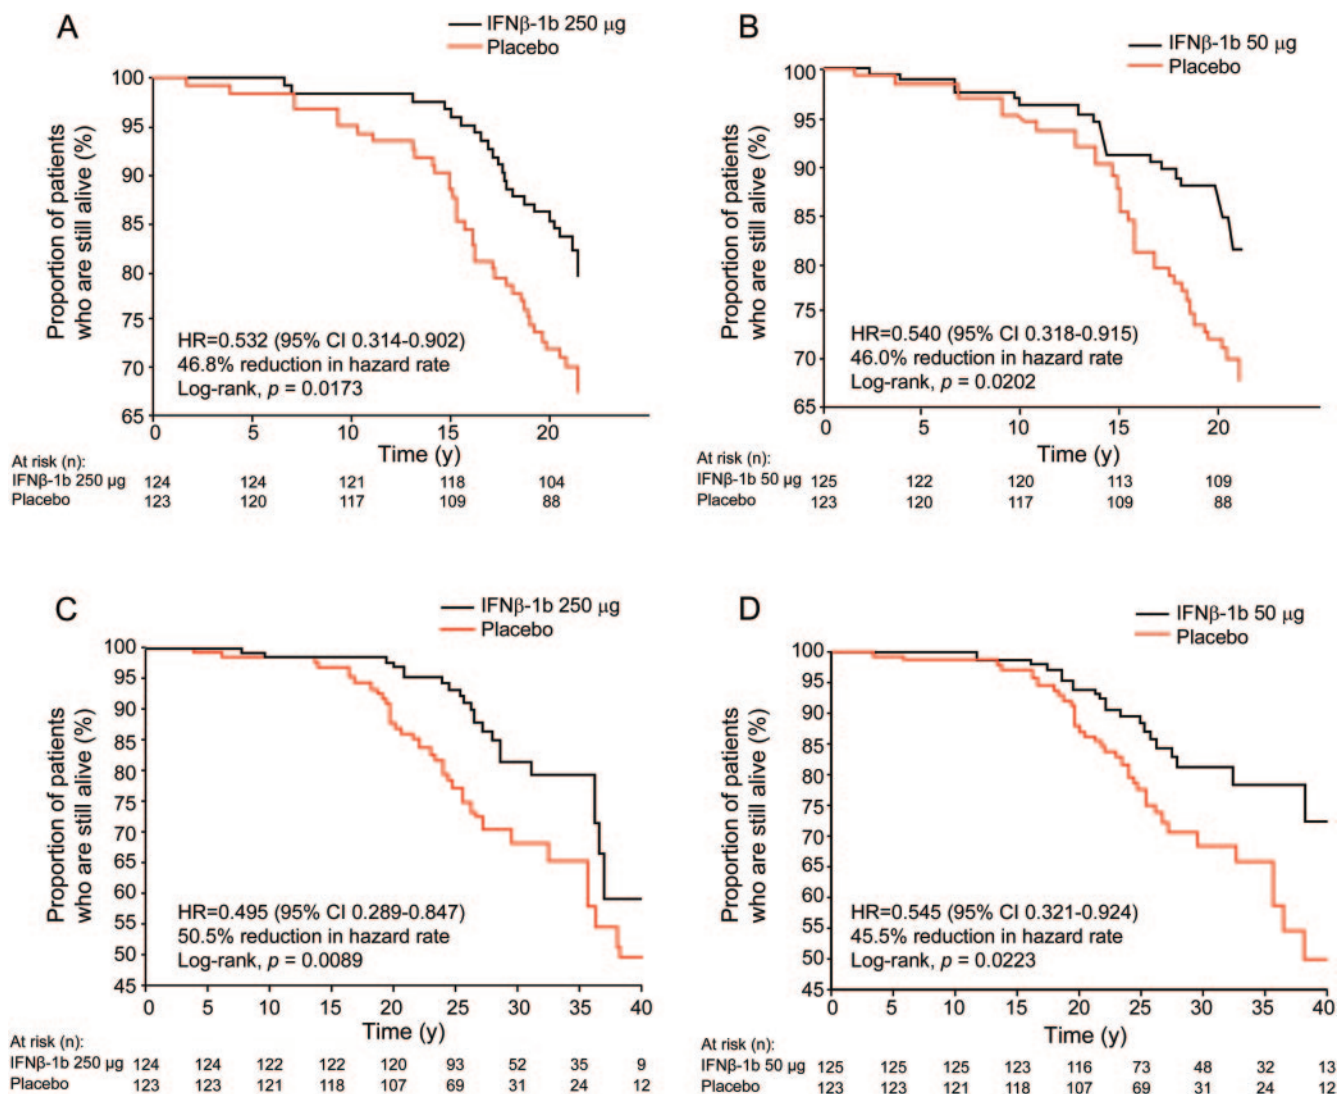 A
IFNβ-1b 250 µg
Placebo
Proportion of patients
who are still alive (%)
100
95
90
85
80
75
70
65
HR=0.532 (95% CI 0.314-0.902)
46.8% reduction in hazard rate
Log-rank, p = 0.0173
0 5 10 15 20
Time (y)
At risk (n):
IFNβ-1b 250 µg 124 124 121 118 104
Placebo 123 120 117 109 88
B
IFNβ-1b 50 µg
Placebo
Proportion of patients
who are still alive (%)
100
95
90
85
80
75
70
65
HR=0.540 (95% CI 0.318-0.915)
46.0% reduction in hazard rate
Log-rank, p = 0.0202
0 5 10 15 20
Time (y)
At risk (n):
IFNβ-1b 50 µg 125 122 120 113 109
Placebo 123 120 117 109 88
C
IFNβ-1b 250 µg
Placebo
Proportion of patients
who are still alive (%)
100
95
90
85
80
75
70
65
60
55
50
45
HR=0.495 (95% CI 0.289-0.847)
50.5% reduction in hazard rate
Log-rank, p = 0.0089
0 5 10 15 20 25 30 35 40
Time (y)
At risk (n):
IFNβ-1b 250 µg 124 124 122 122 120 93 52 35 9
Placebo 123 123 121 118 107 69 31 24 12
D
IFNβ-1b 50 µg
Placebo
Proportion of patients
who are still alive (%)
100
95
90
85
80
75
70
65
60
55
50
45
HR=0.545 (95% CI 0.321-0.924)
45.5% reduction in hazard rate
Log-rank, p = 0.0223
0 5 10 15 20 25 30 35 40
Time (y)
At risk (n):
IFNβ-1b 50 µg 125 125 125 123 116 73 48 32 13
Placebo 123 123 121 118 107 69 31 24 12